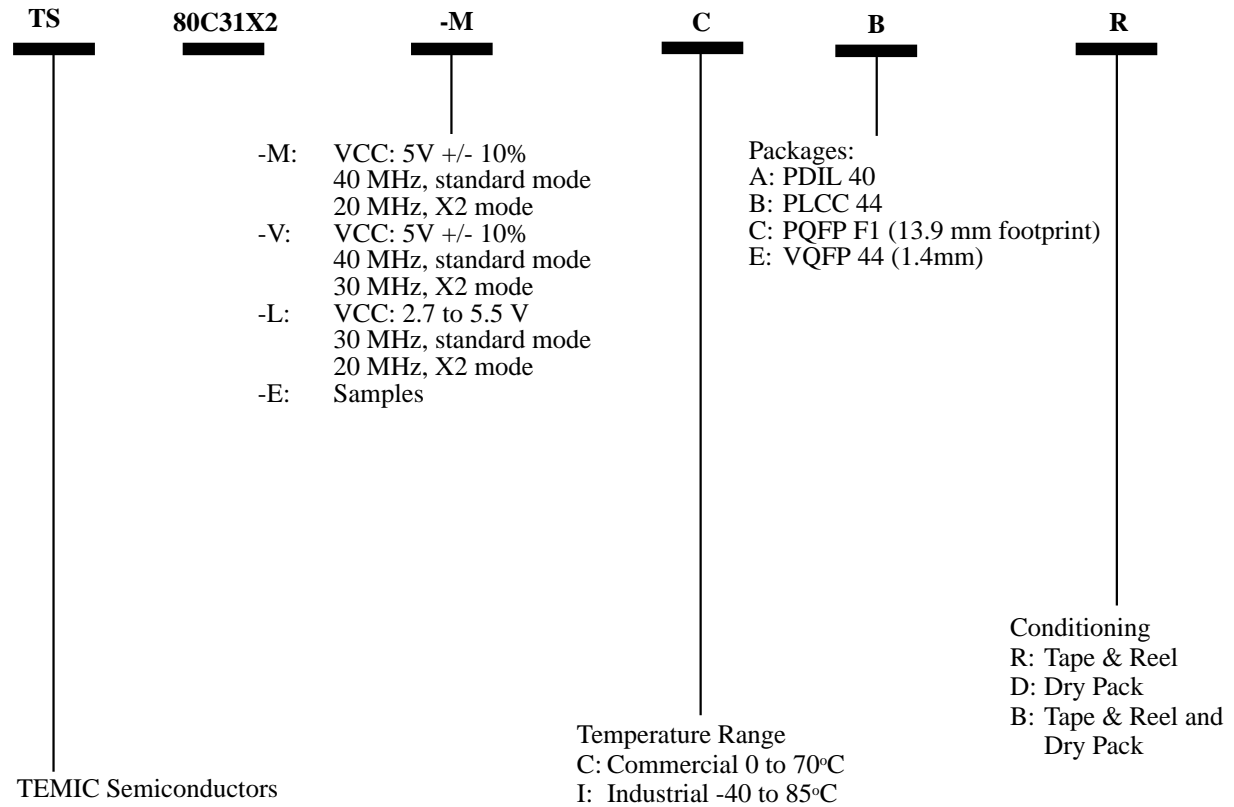 TS 80C31X2 -M C B R
-M: VCC: 5V +/- 10%
40 MHz, standard mode
20 MHz, X2 mode
-V: VCC: 5V +/- 10%
40 MHz, standard mode
30 MHz, X2 mode
-L: VCC: 2.7 to 5.5 V
30 MHz, standard mode
20 MHz, X2 mode
-E: Samples
Packages:
A: PDIL 40
B: PLCC 44
C: PQFP F1 (13.9 mm footprint)
E: VQFP 44 (1.4mm)
Conditioning
R: Tape & Reel
D: Dry Pack
B: Tape & Reel and
Dry Pack
Temperature Range
C: Commercial 0 to 70°C
I: Industrial -40 to 85°C
TEMIC Semiconductors